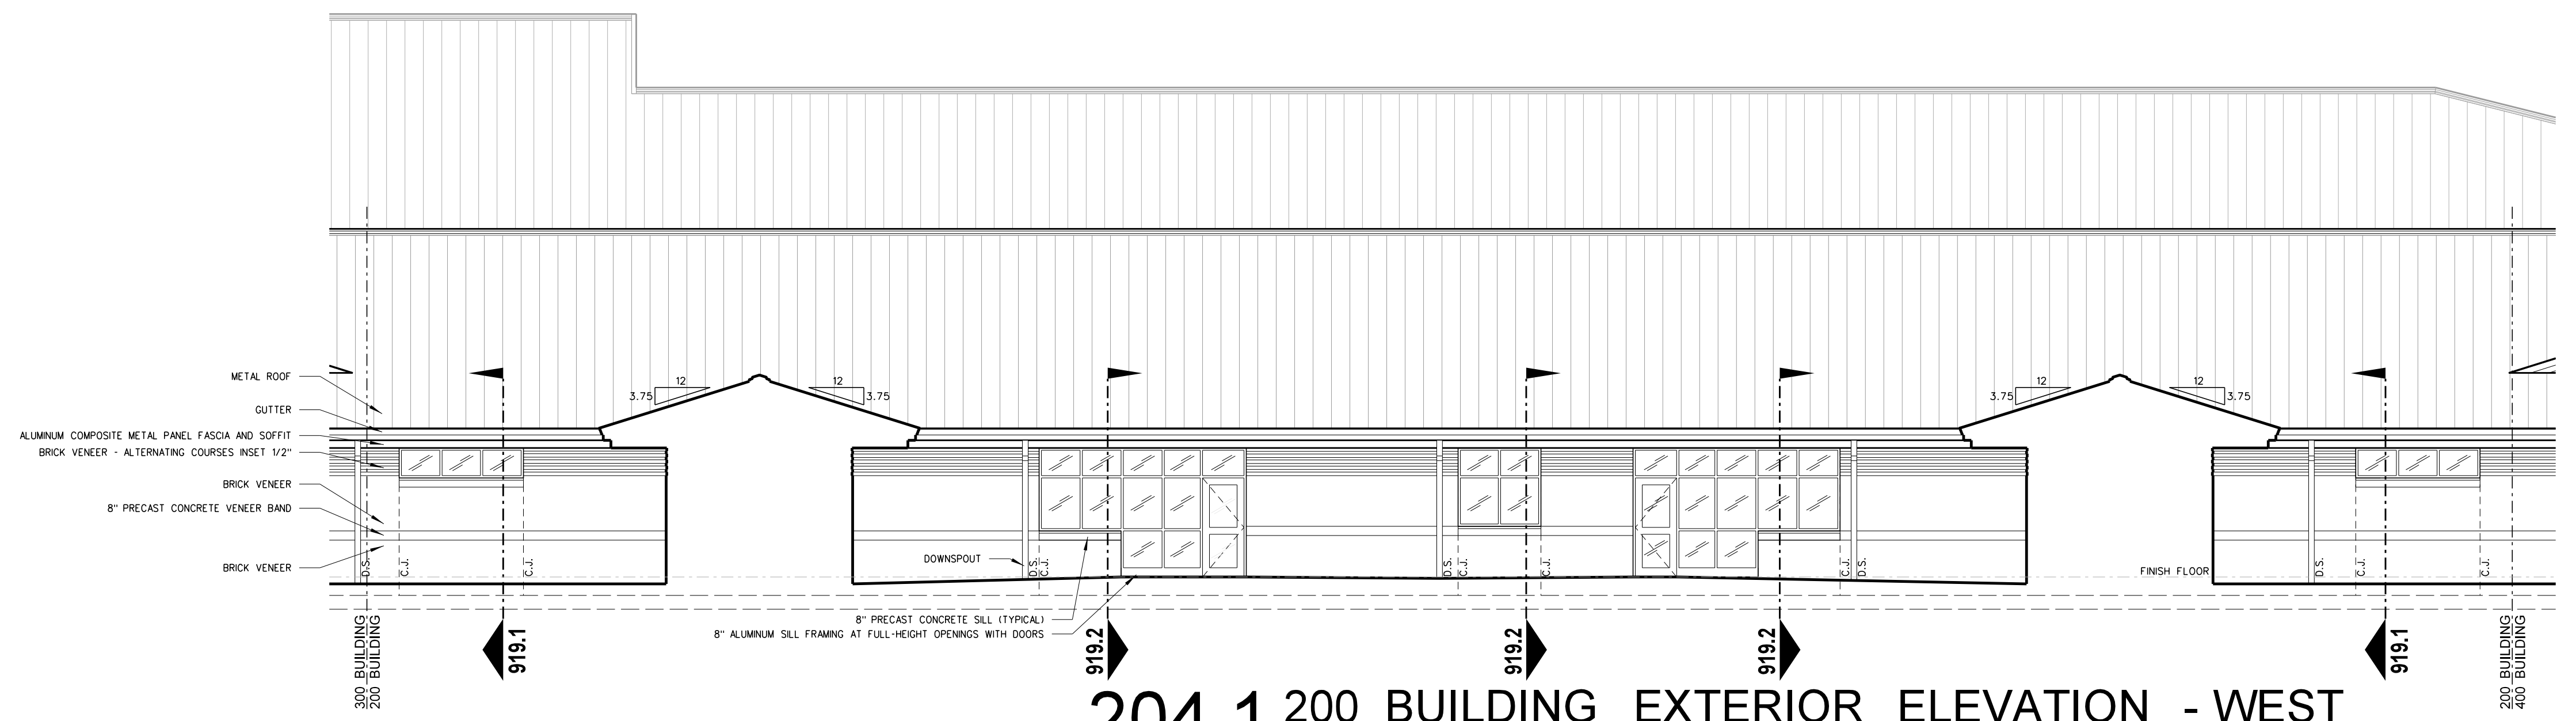 12
3.75
12
3.75
12
3.75
12
3.75
METAL ROOF
GUTTER
ALUMINUM COMPOSITE METAL PANEL FASCIA AND SOFFIT
BRICK VENEER - ALTERNATING COURSES INSET 1/2"
BRICK VENEER
8" PRECAST CONCRETE VENEER BAND
BRICK VENEER
D.S.
C.J.
C.J.
DOWNSPOUT
D.S.
C.J.
D.S.
C.J.
C.J.
C.J.
D.S.
FINISH FLOOR
D.S.
C.J.
C.J.
8" PRECAST CONCRETE SILL (TYPICAL)
8" ALUMINUM SILL FRAMING AT FULL-HEIGHT OPENINGS WITH DOORS
300 BUILDING
200 BUILDING
919.1
919.2
919.2
919.2
919.1
200 BUILDING
400 BUILDING
204.1 200 BUILDING EXTERIOR ELEVATION - WEST